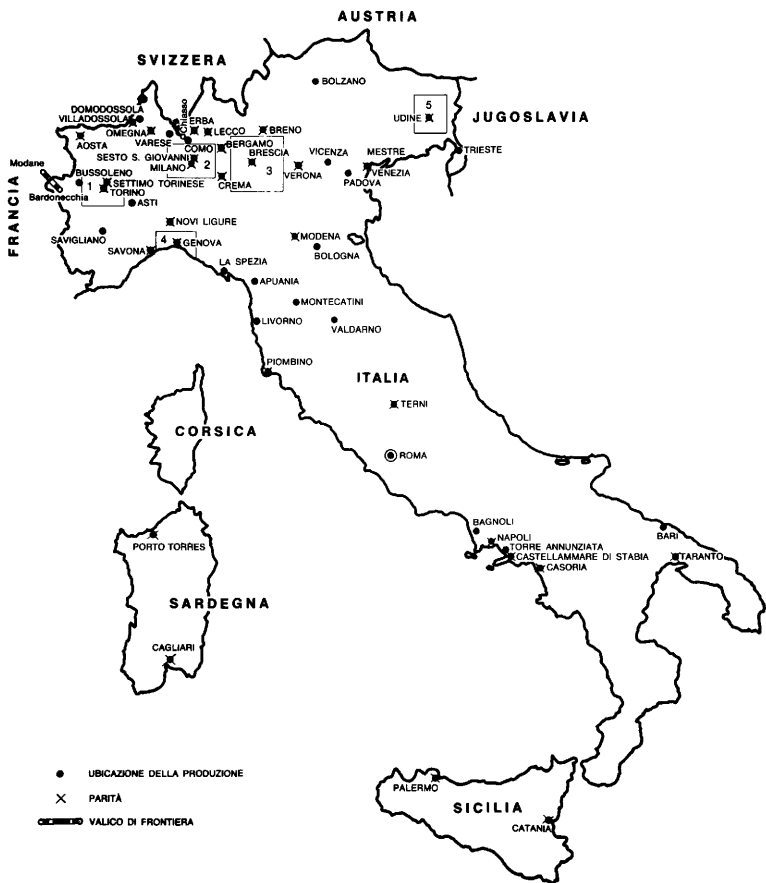 AUSTRIA
SVIZZERA
BOLZANO
DOMODOSSOLA
VILLADOSSOLA
Chiasso
ERBA
5
UDINE
JUGOSLAVIA
OMEGNA
LECCO
BRENO
VARESE
COMO
BERGAMO
AOSTA
SESTO S. GIOVANNI
2
BRESCIA
VICENZA
MESTRE
TRIESTE
MILANO
3
VERONA
VENEZIA
Modane
BUSSOLENO
CREMA
PADOVA
1
SETTIMO TORINESE
TORINO
Bardonecchia
ASTI
FRANCIA
NOVI LIGURE
SAVIGLIANO
4
GENOVA
MODENA
SAVONA
BOLOGNA
LA SPEZIA
APUANIA
MONTECATINI
LIVORNO
VALDARNO
PIOMBINO
ITALIA
TERNI
CORSICA
ROMA
BAGNOLI
NAPOLI
BARI
PORTO TORRES
TORRE ANNUNZIATA
CASTELLAMMARE DI STABIA
TARANTO
CASORIA
SARDEGNA
CAGLIARI
UBICAZIONE DELLA PRODUZIONE
PALERMO
PARITÀ
SICILIA
VALICO DI FRONTIERA
CATANIA